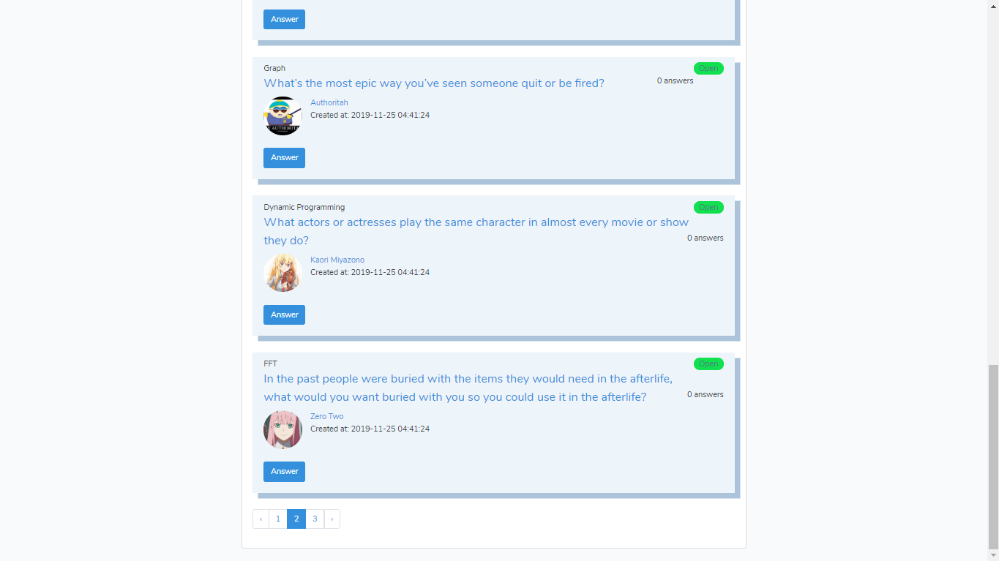 Answer
Graph
Open
What's the most epic way you've seen someone quit or be fired?
0 answers
Authoritah
Created at: 2019-11-25 04:41:24
Y AUTHORITA
Answer
Dynamic Programming
Open
What actors or actresses play the same character in almost every movie or show
they do?
0 answers
Kaori Miyazono
Created at: 2019-11-25 04:41:24
Answer
FFT
Open
In the past people were buried with the items they would need in the afterlife,
what would you want buried with you so you could use it in the afterlife?
0 answers
Zero Two
Created at: 2019-11-25 04:41:24
Answer
‹ 1 2 3 ›